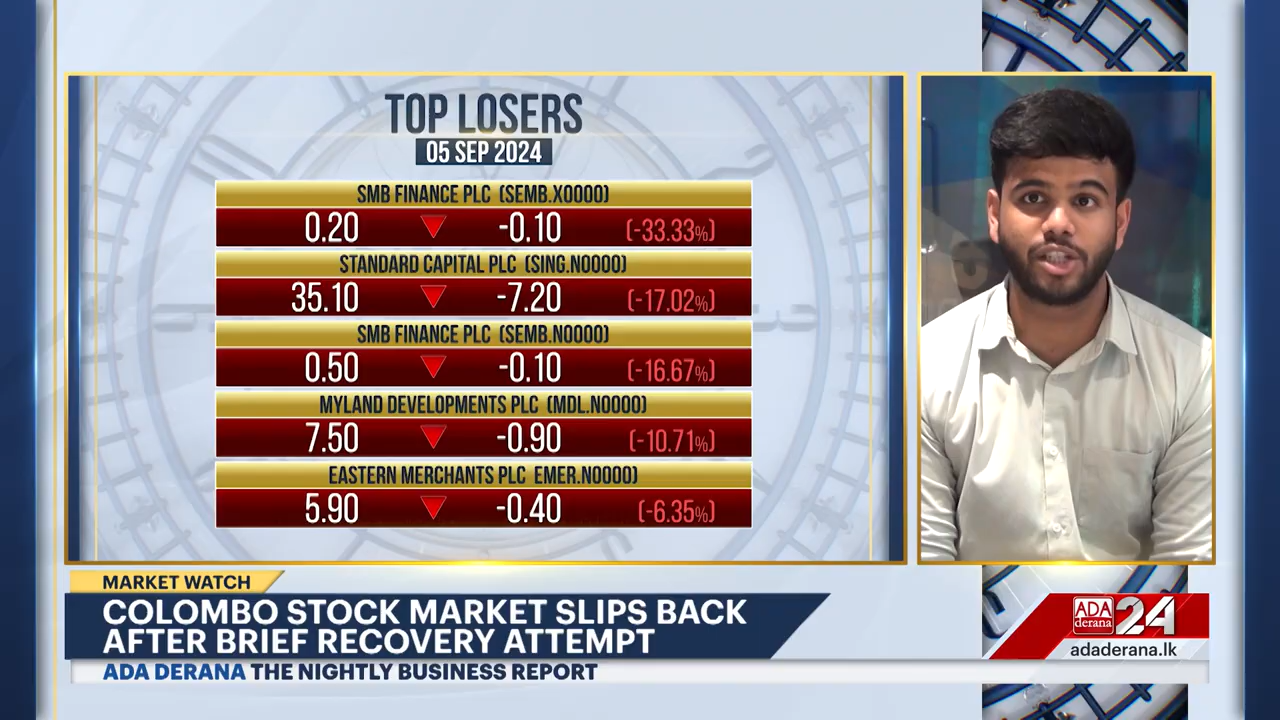 TOP LOSERS
05 SEP 2024
SMB FINANCE PLC (SEMB.X0000)
0.20 ▼ -0.10 (-33.33%)
STANDARD CAPITAL PLC (SING.N0000)
35.10 ▼ -7.20 (-17.02%)
SMB FINANCE PLC (SEMB.N0000)
0.50 ▼ -0.10 (-16.67%)
MYLAND DEVELOPMENTS PLC (MDL.N0000)
7.50 ▼ -0.90 (-10.71%)
EASTERN MERCHANTS PLC EMER.N0000)
5.90 ▼ -0.40 (-6.35%)
MARKET WATCH
COLOMBO STOCK MARKET SLIPS BACK
AFTER BRIEF RECOVERY ATTEMPT
ADA DERANA THE NIGHTLY BUSINESS REPORT
ADA
derana
24
adaderana.lk